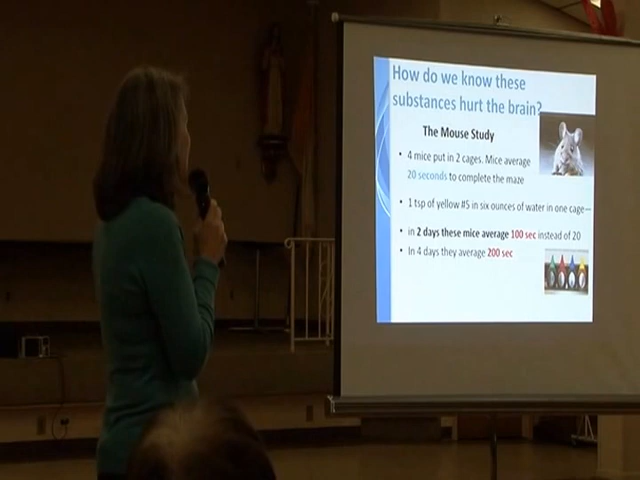 How do we know these
substances hurt the brain?
The Mouse Study
• 4 mice put in 2 cages. Mice average
20 seconds to complete the maze
• 1 tsp of yellow #5 in six ounces of water in one cage—
• in 2 days these mice average 100 sec instead of 20
• In 4 days they average 200 sec